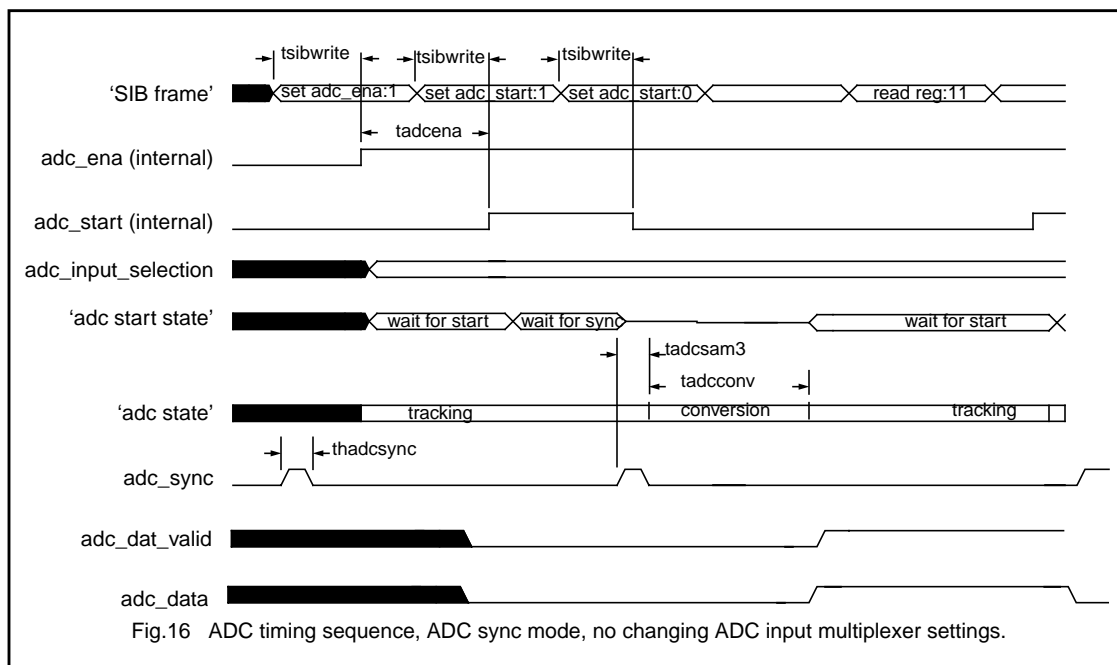 tsibwrite tsibwrite tsibwrite
‘SIB frame’ set adc_ena:1 set adc_start:1 set adc_start:0 read reg:11
tadcena
adc_ena (internal)
adc_start (internal)
adc_input_selection
‘adc start state’ wait for start wait for sync wait for start
tadcsam3
tadcconv
‘adc state’ tracking conversion tracking
thadcsync
adc_sync
adc_dat_valid
adc_data
Fig.16 ADC timing sequence, ADC sync mode, no changing ADC input multiplexer settings.